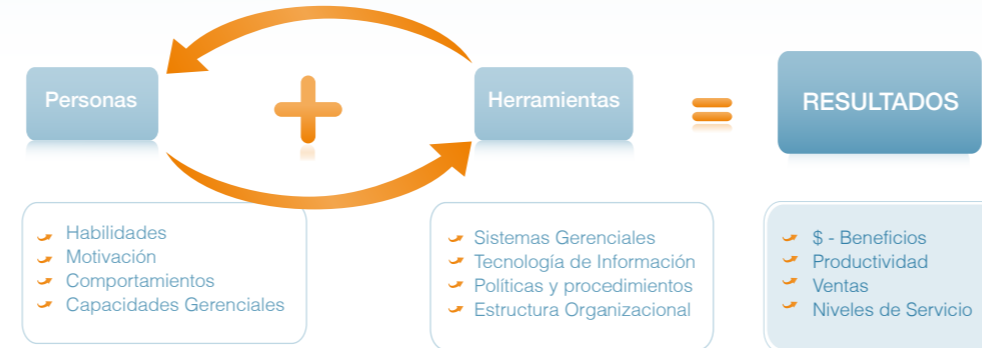 Personas
+
Herramientas
=
RESULTADOS
Habilidades
Motivación
Comportamientos
Capacidades Gerenciales
Sistemas Gerenciales
Tecnología de Información
Políticas y procedimientos
Estructura Organizacional
$ - Beneficios
Productividad
Ventas
Niveles de Servicio